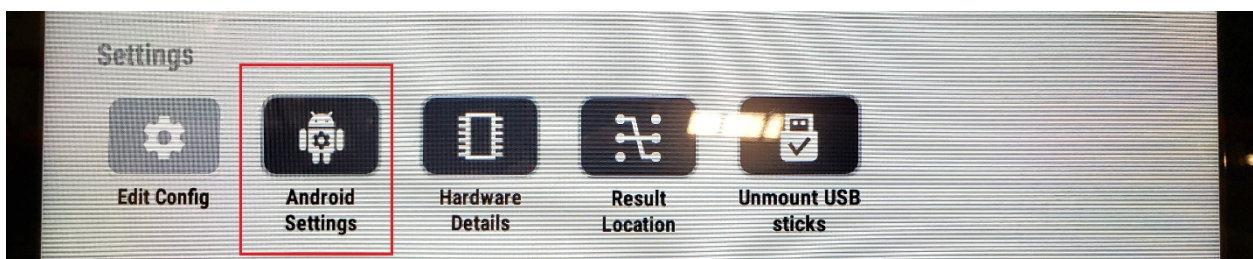 Settings
Edit Config
Android
Settings
Hardware
Details
Result
Location
Unmount USB
sticks